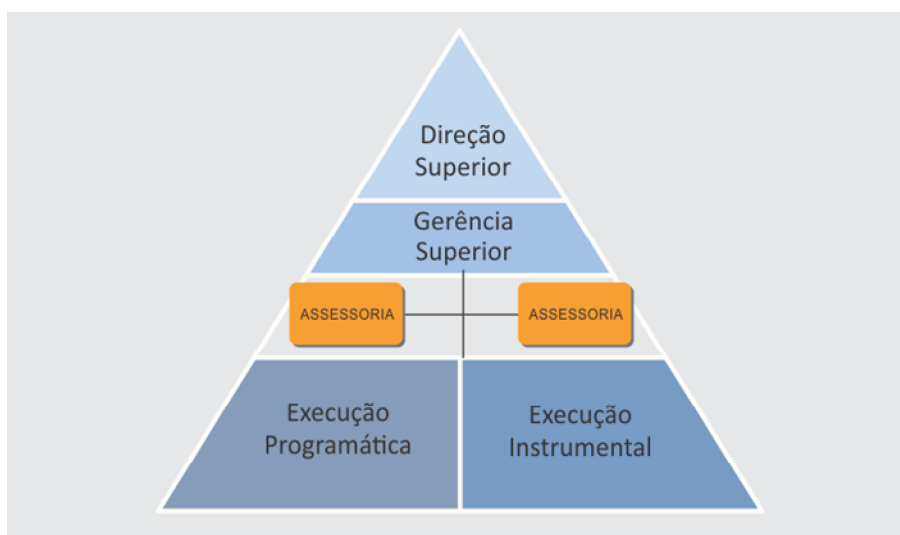 Direção
Superior
Gerência
Superior
ASSESSORIA
ASSESSORIA
Execução
Programática
Execução
Instrumental